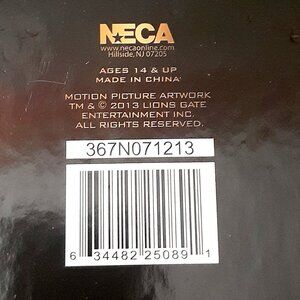 NECA
www.necaonline.com
Hillside, NJ 07205
AGES 14 & UP
MADE IN CHINA
MOTION PICTURE ARTWORK
TM & © 2013 LIONS GATE
ENTERTAINMENT INC.
ALL RIGHTS RESERVED.
367N071213
6 34482 25089 1